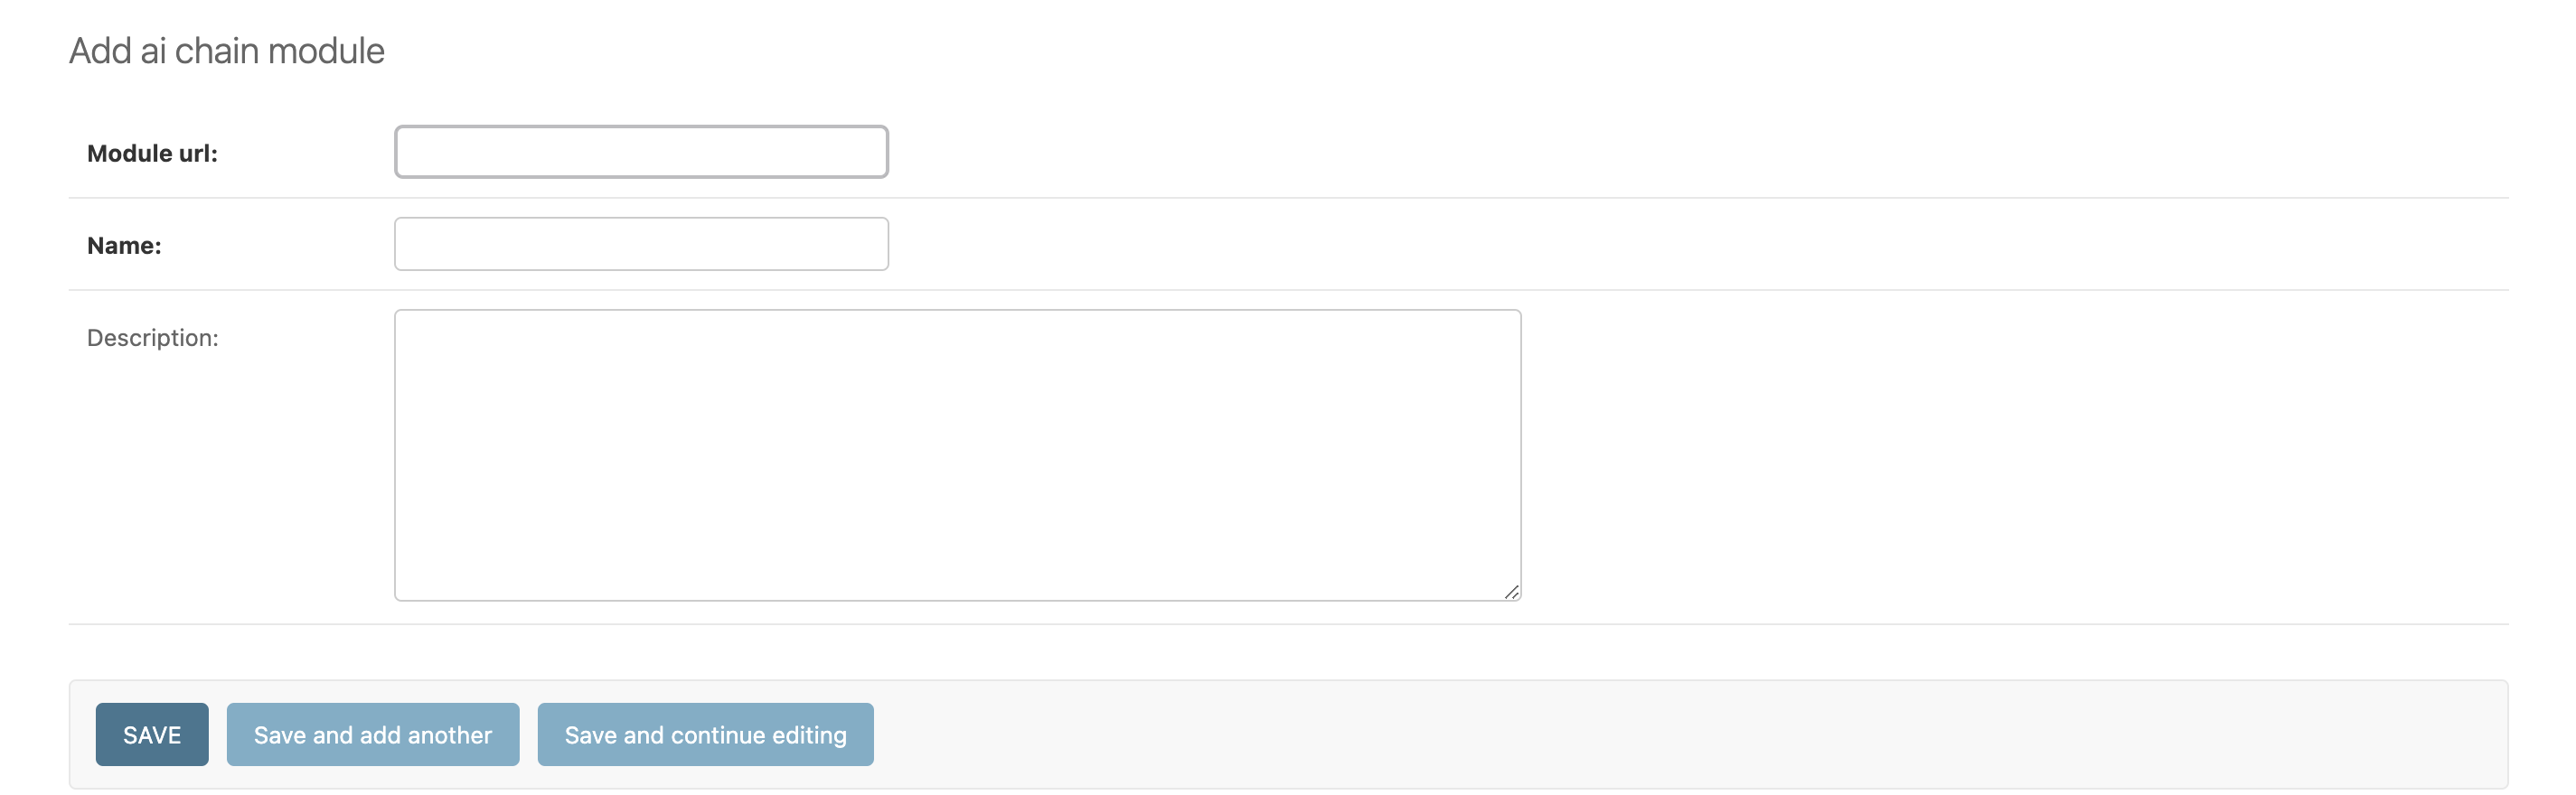 Add ai chain module
Module url:
Name:
Description:
SAVE
Save and add another
Save and continue editing